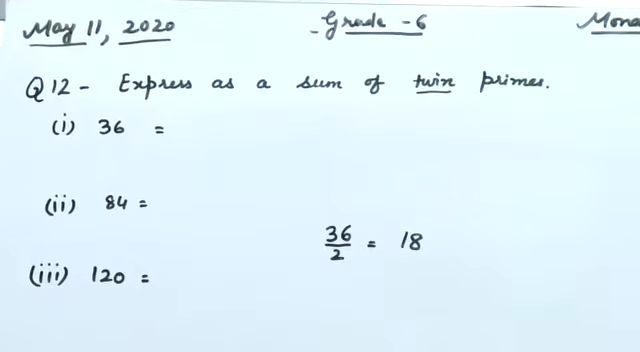 May 11, 2020 - Grade - 6
Q12 - Express as a sum of twin primes.
(i) 36 =
(ii) 84 =
36/2 = 18
(iii) 120 =